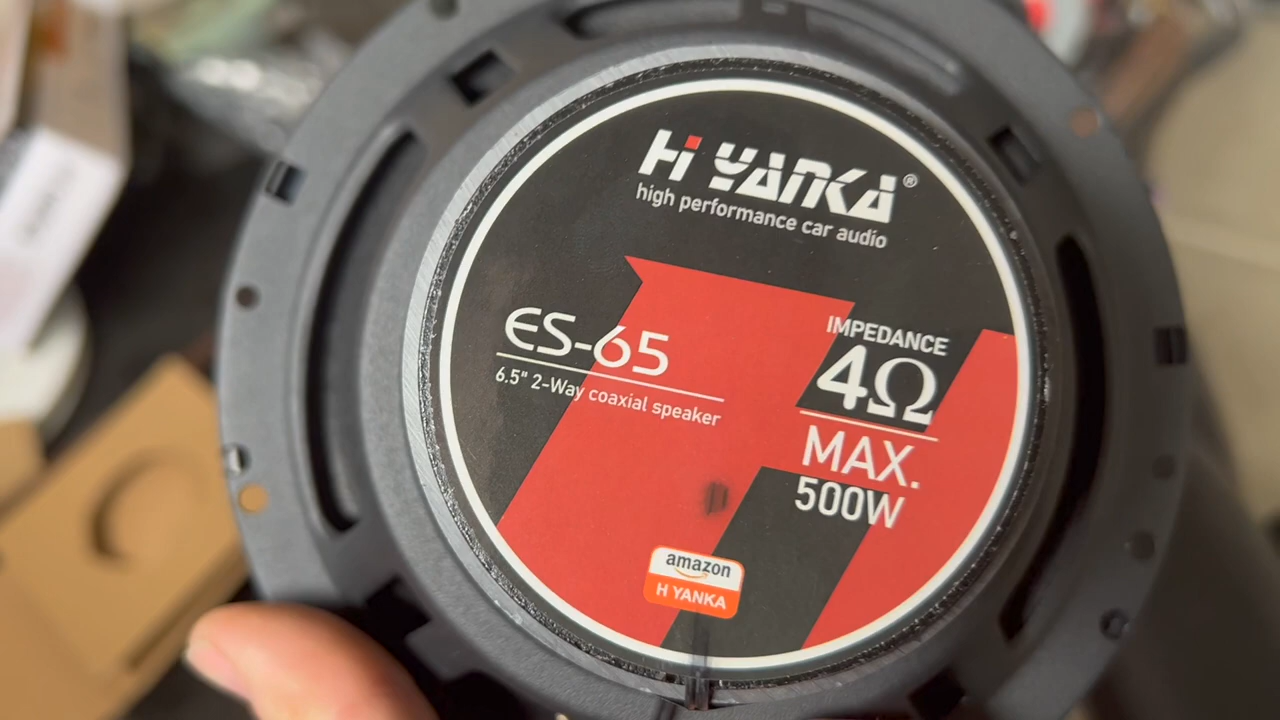 Hi YANKA®
high performance car audio
ES-65
6.5" 2-Way coaxial speaker
IMPEDANCE
4Ω
MAX.
500W
amazon
H YANKA